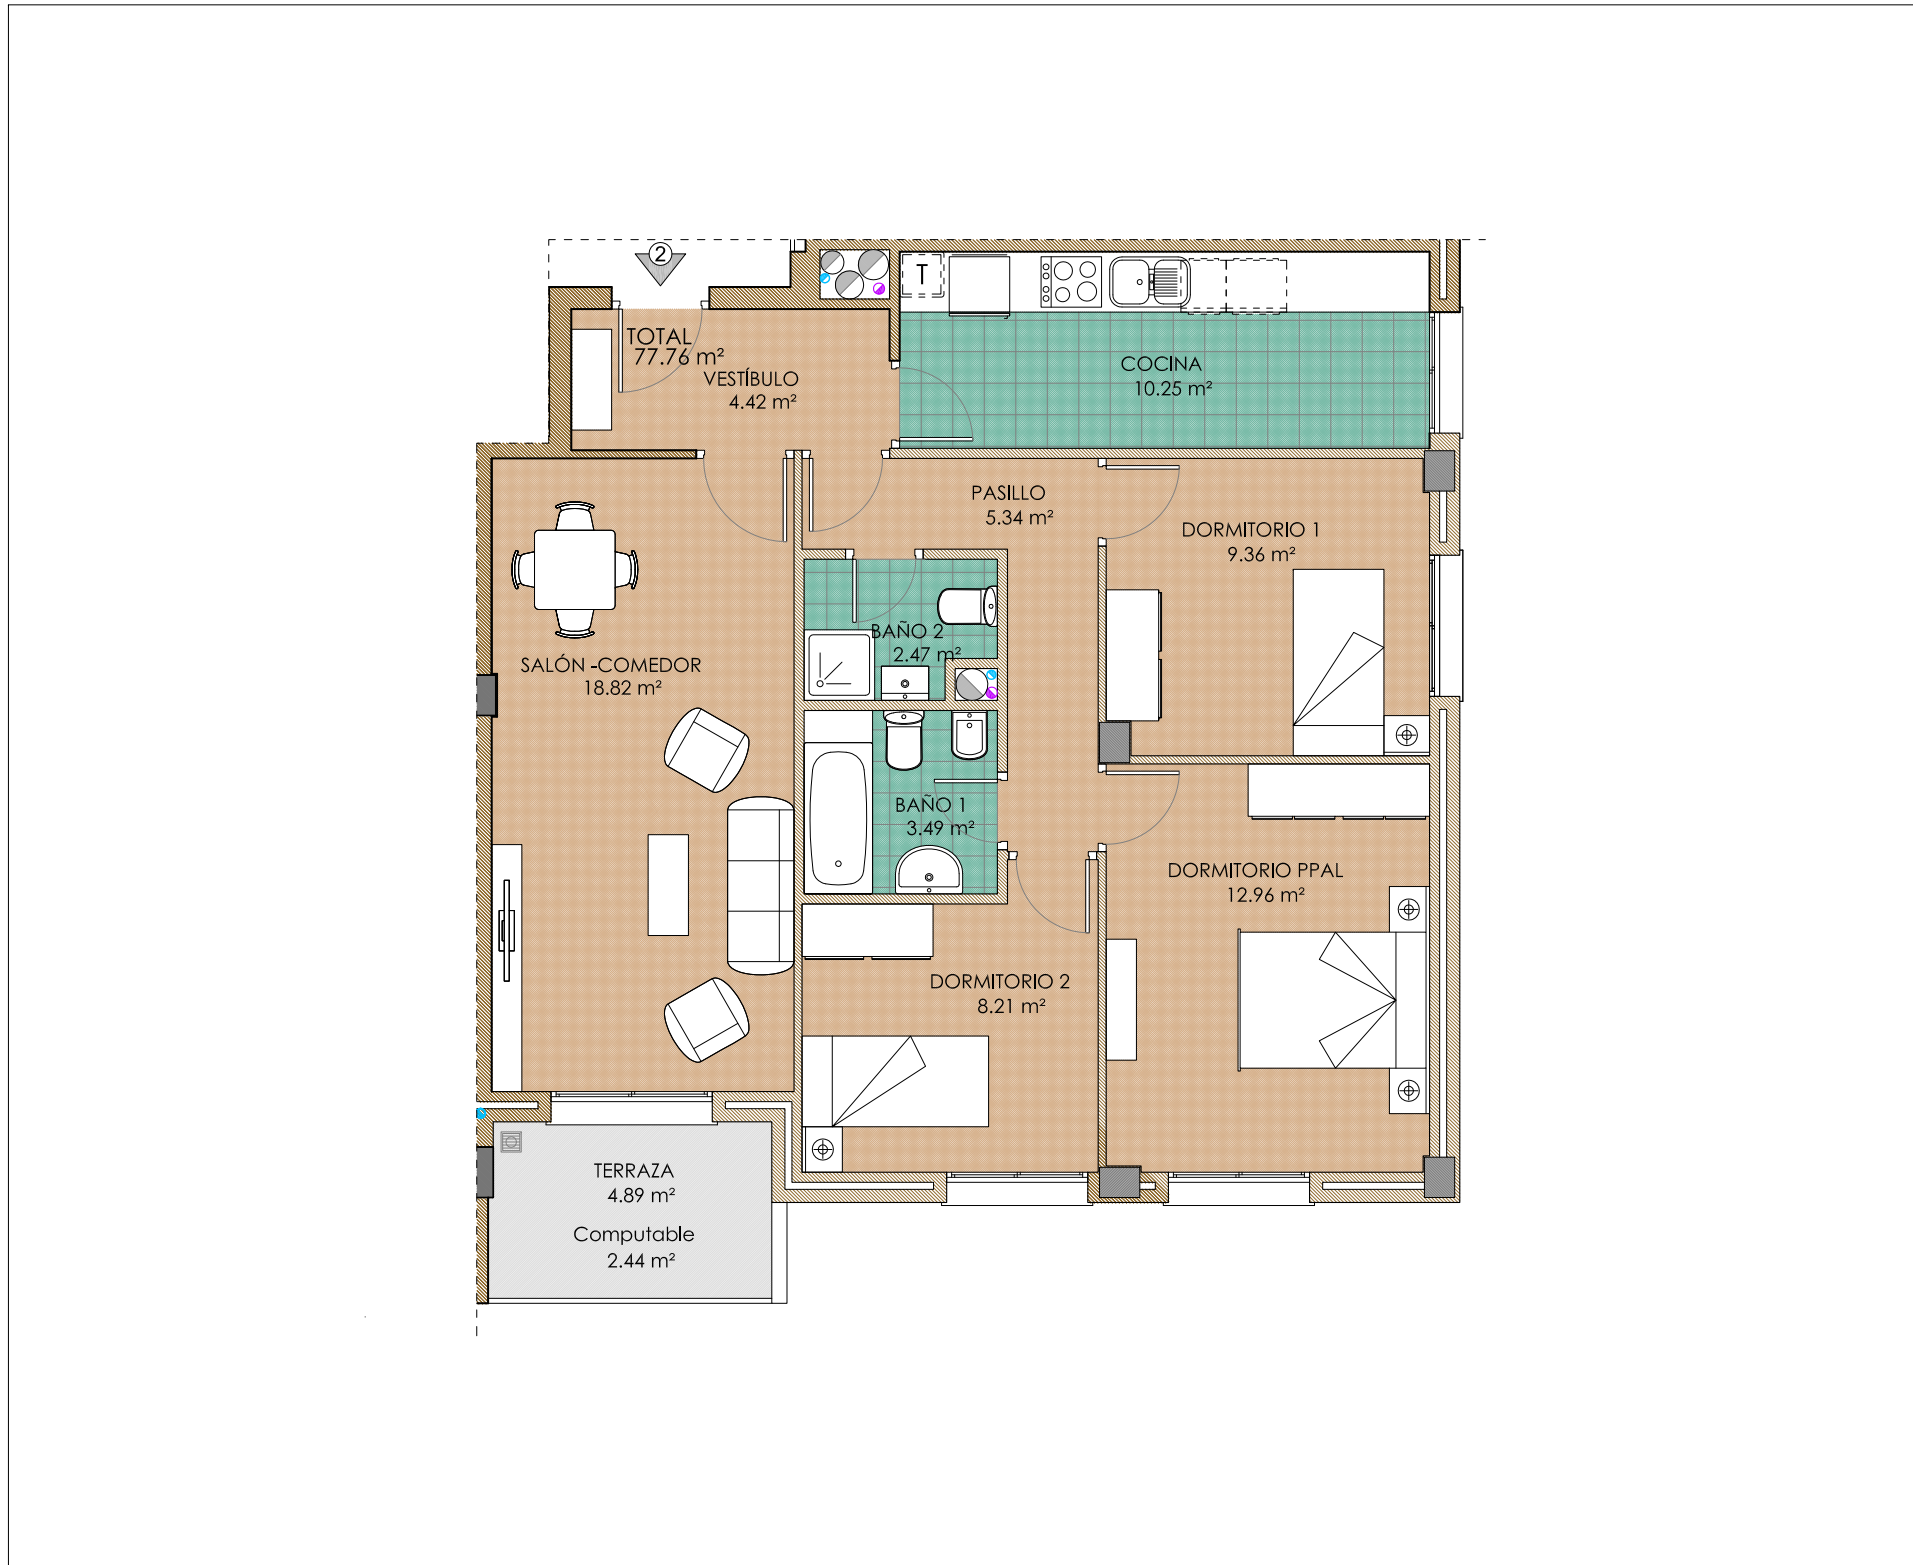 2
T
TOTAL
77.76 m²
VESTÍBULO
4.42 m²
COCINA
10.25 m²
PASILLO
5.34 m²
DORMITORIO 1
9.36 m²
BAÑO 2
2.47 m²
SALÓN -COMEDOR
18.82 m²
BAÑO 1
3.49 m²
DORMITORIO PPAL
12.96 m²
DORMITORIO 2
8.21 m²
TERRAZA
4.89 m²
Computable
2.44 m²